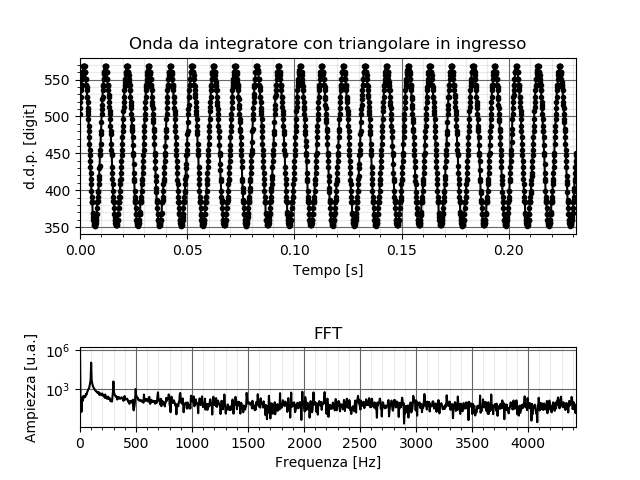 Onda da integratore con triangolare in ingresso
550
500
450
400
350
d.d.p. [digit]
0.00 0.05 0.10 0.15 0.20
Tempo [s]
FFT
10^6
10^3
Ampiezza [u.a.]
0 500 1000 1500 2000 2500 3000 3500 4000
Frequenza [Hz]